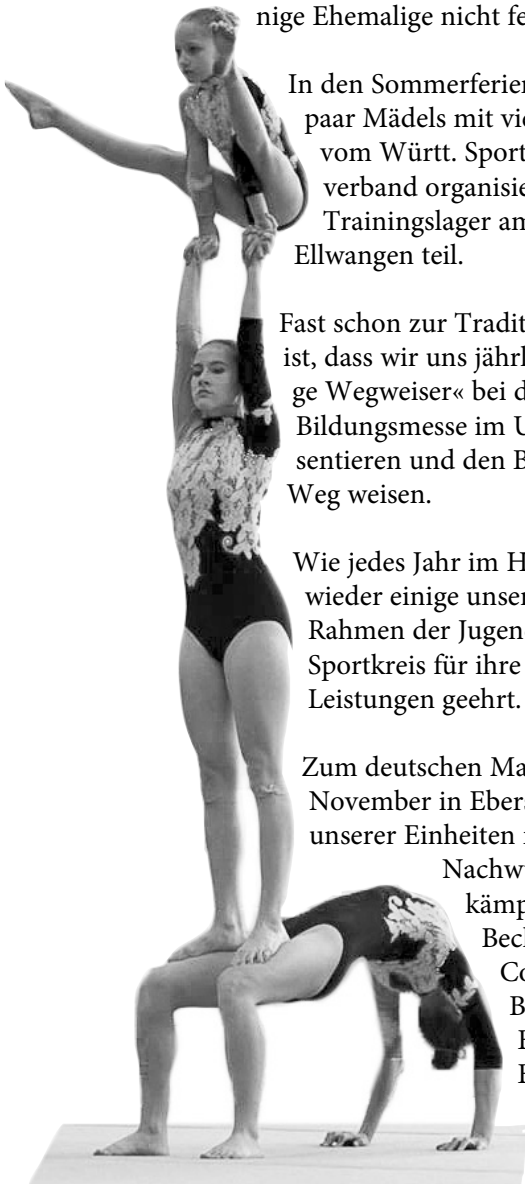 nige Ehemalige nicht fe
In den Sommerferien
paar Mädels mit vie
vom Württ. Sport
verband organisie
Trainingslager am
Ellwangen teil.
Fast schon zur Tradit
ist, dass wir uns jährl
ge Wegweiser« bei d
Bildungsmesse im U
sentieren und den B
Weg weisen.
Wie jedes Jahr im H
wieder einige unser
Rahmen der Jugen
Sportkreis für ihre
Leistungen geehrt.
Zum deutschen Ma
November in Ebers
unserer Einheiten
Nachwu
kämp
Bech
Co
B